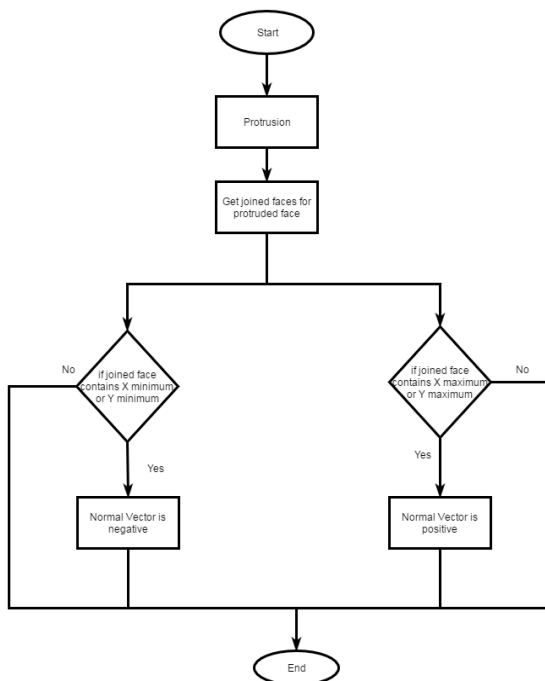 Start
Protrusion
Get joined faces for
protruded face
No
if joined face
contains X minimum
or Y minimum
Yes
Normal Vector is
negative
if joined face
contains X maximum
or Y maximum
No
Yes
Normal Vector is
positive
End